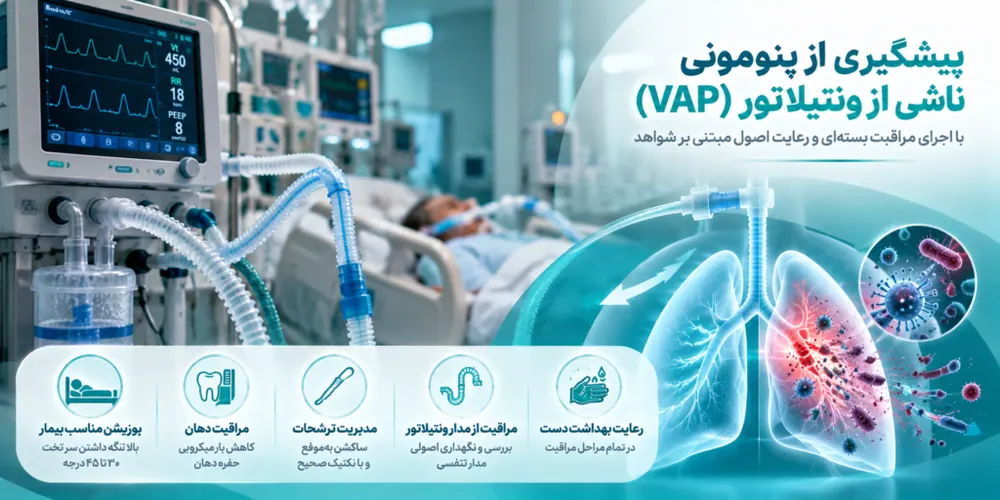 پیشگیری از پنومونی
ناشی از ونتیلاتور (VAP)
با اجرای مراقبت بسته‌ای و رعایت اصول مبتنی بر شواهد
Vt
450
mL
RR
18
bpm
PEEP
8
رعایت بهداشت دست
در تمام مراحل مراقبت
مراقبت از مدار ونتیلاتور
بررسی و نگهداری اصولی
مدار تنفسی
مدیریت ترشحات
ساکشن به‌موقع
و با تکنیک صحیح
مراقبت دهان
کاهش بار میکروبی
حفره دهان
پوزیشن مناسب بیمار
بالا نگه داشتن سر تخت
۳۰ تا ۴۵ درجه